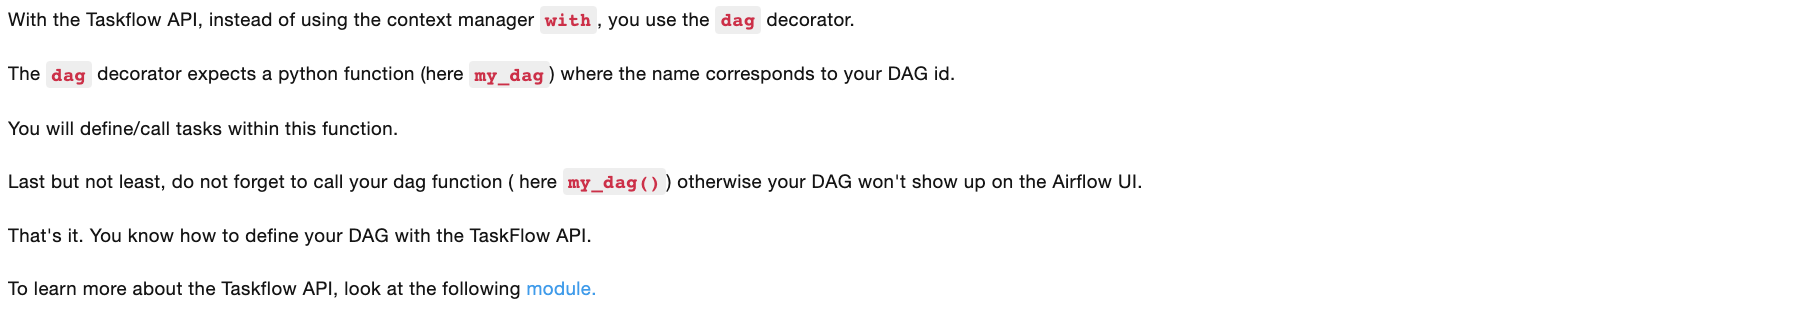 With the Taskflow API, instead of using the context manager with, you use the dag decorator.
The dag decorator expects a python function (here my_dag) where the name corresponds to your DAG id.
You will define/call tasks within this function.
Last but not least, do not forget to call your dag function ( here my_dag()) otherwise your DAG won't show up on the Airflow UI.
That's it. You know how to define your DAG with the TaskFlow API.
To learn more about the Taskflow API, look at the following module.